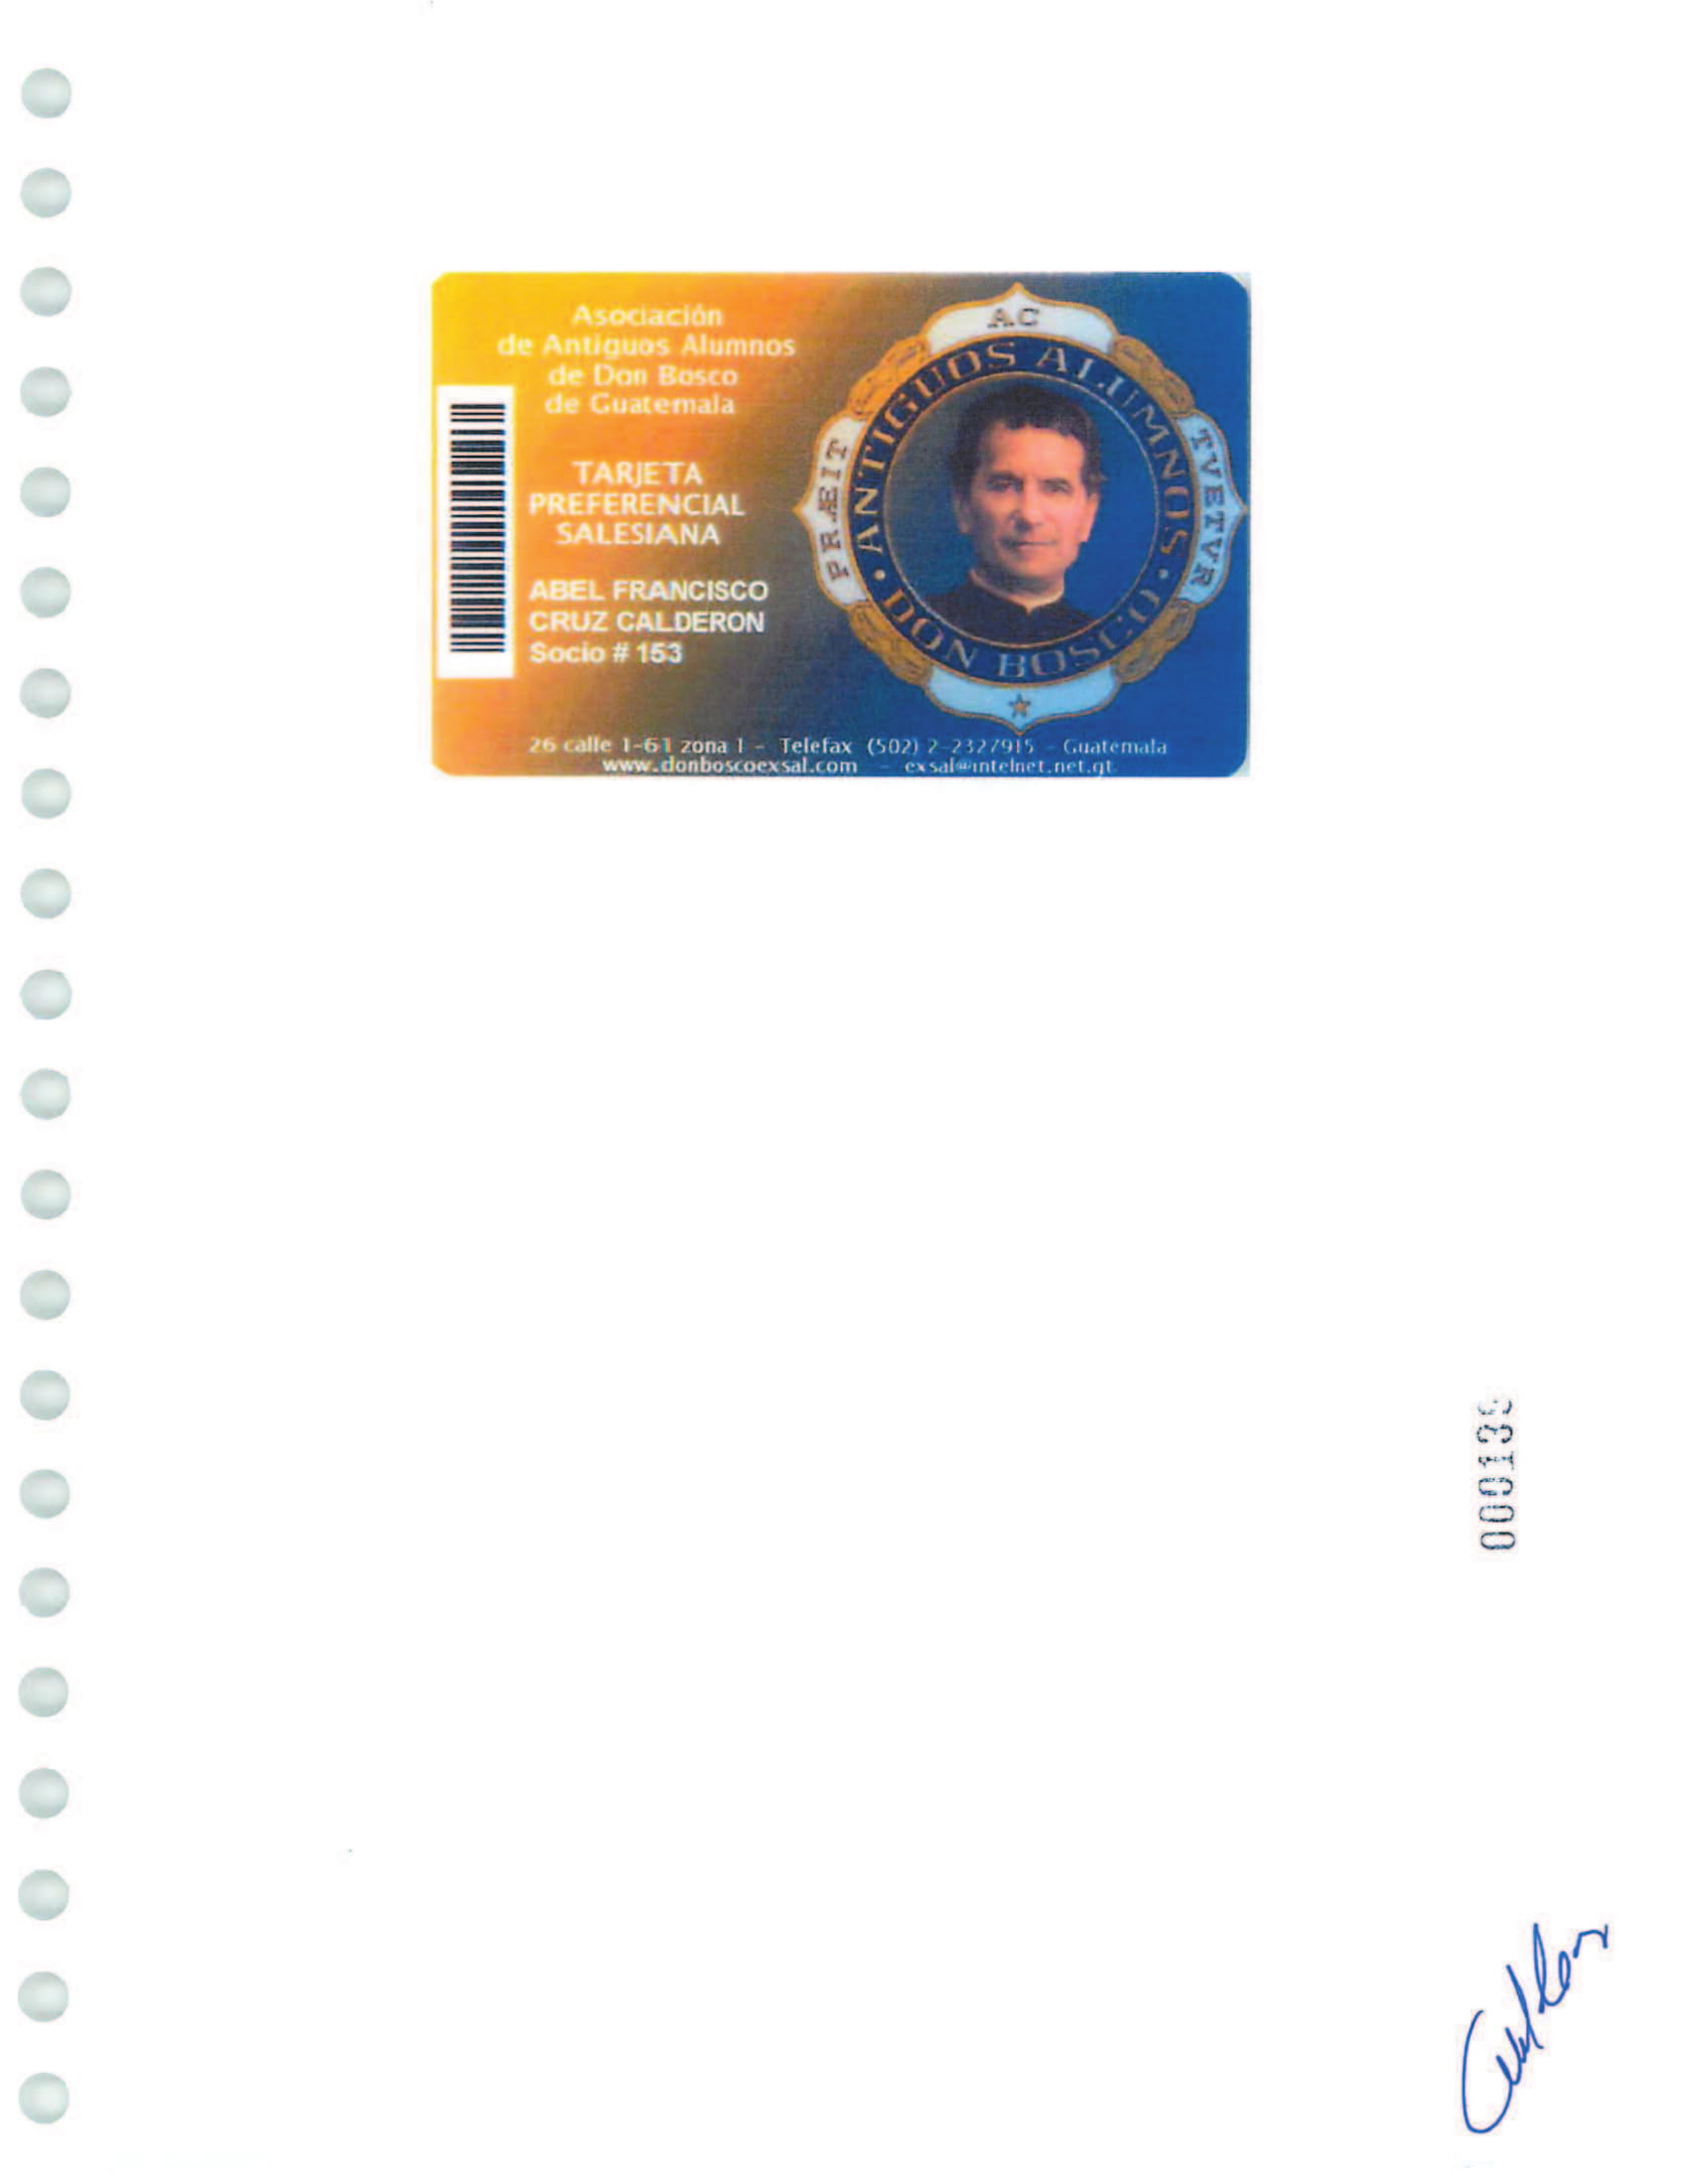 Asociación
de Antiguos Alumnos
de Don Bosco
de Guatemala
TARJETA
PREFERENCIAL
SALESIANA
ABEL FRANCISCO
CRUZ CALDERON
Socio # 153
AC
PRÆIT
TVETVR
ANTIGUOS ALUMNOS
DON BOSCO
26 calle 1-61 zona 1 - Telefax (502) 2-2327915 - Guatemala
www.donboscoexsal.com - exsal@intelnet.net.gt